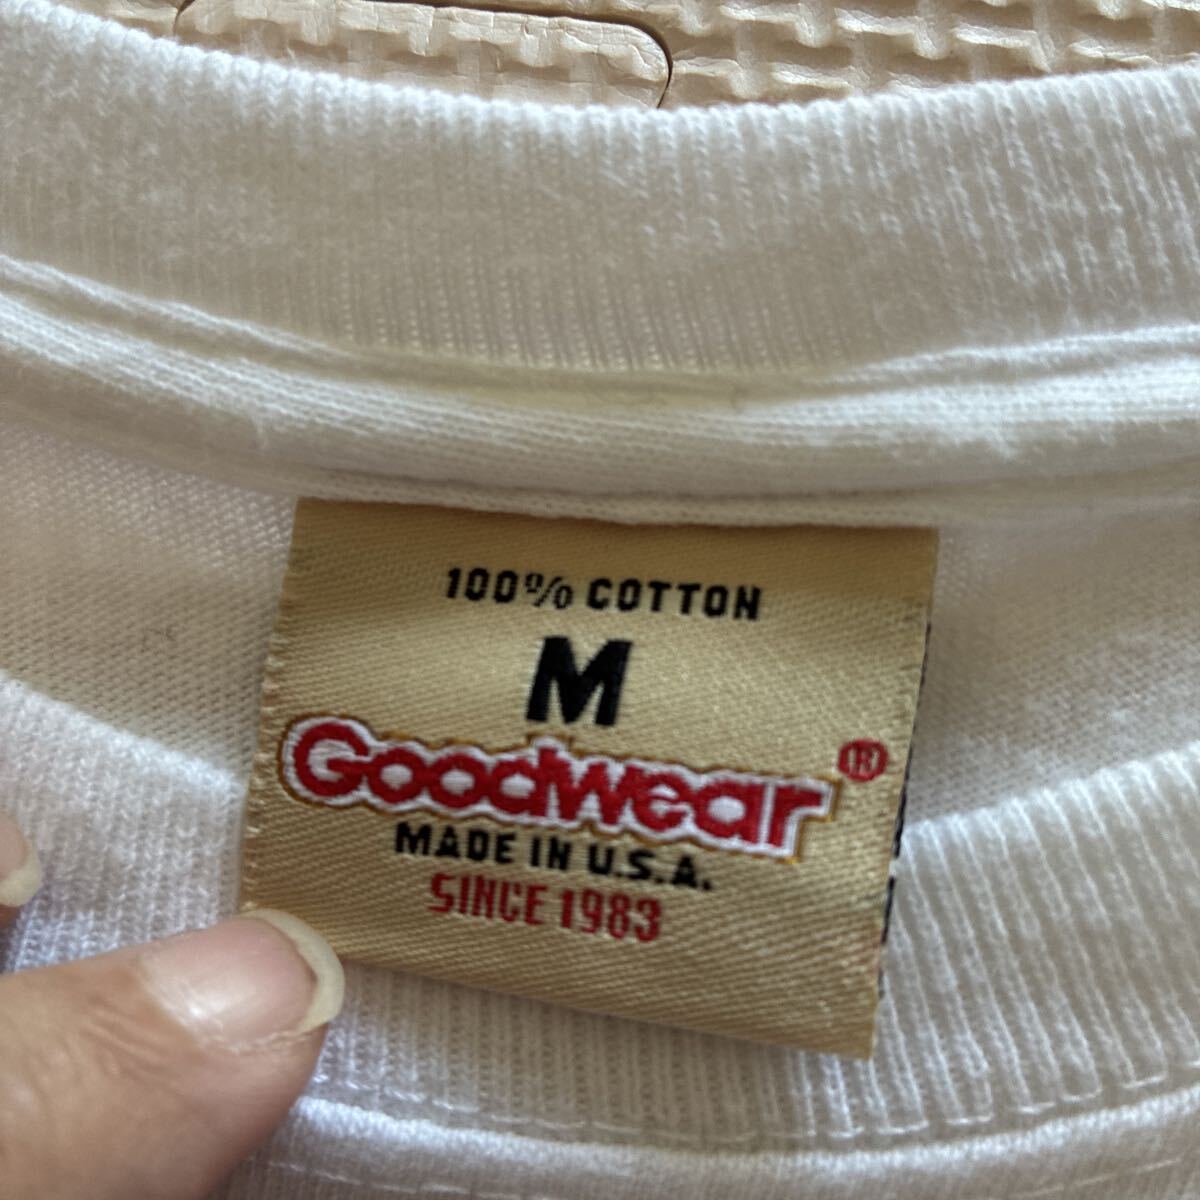 100% COTTON
M
Goodwear ®
MADE IN U.S.A.
SINCE 1983